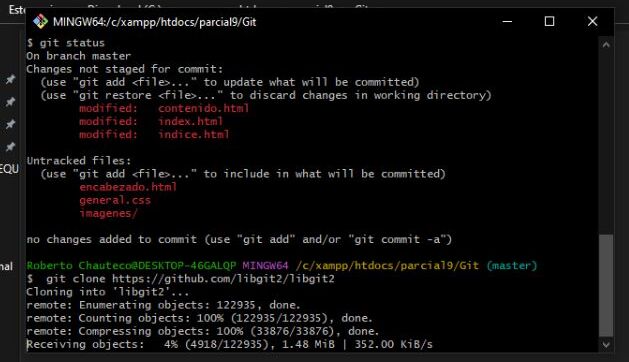 MINGW64:/c/xampp/htdocs/parcial9/Git
$ git status
On branch master
Changes not staged for commit:
(use "git add <file>..." to update what will be committed)
(use "git restore <file>..." to discard changes in working directory)
modified: contenido.html
modified: index.html
modified: indice.html
Untracked files:
(use "git add <file>..." to include in what will be committed)
encabezado.html
general.css
imagenes/
EQU
no changes added to commit (use "git add" and/or "git commit -a")
nal
Roberto Chauteco@DESKTOP-46GALQP MINGW64 /c/xampp/htdocs/parcial9/Git (master)
$ git clone https://github.com/libgit2/libgit2
Cloning into 'libgit2'...
remote: Enumerating objects: 122935, done.
remote: Counting objects: 100% (122935/122935), done.
remote: Compressing objects: 100% (33876/33876), done.
Receiving objects: 4% (4918/122935), 1.48 MiB | 352.00 KiB/s